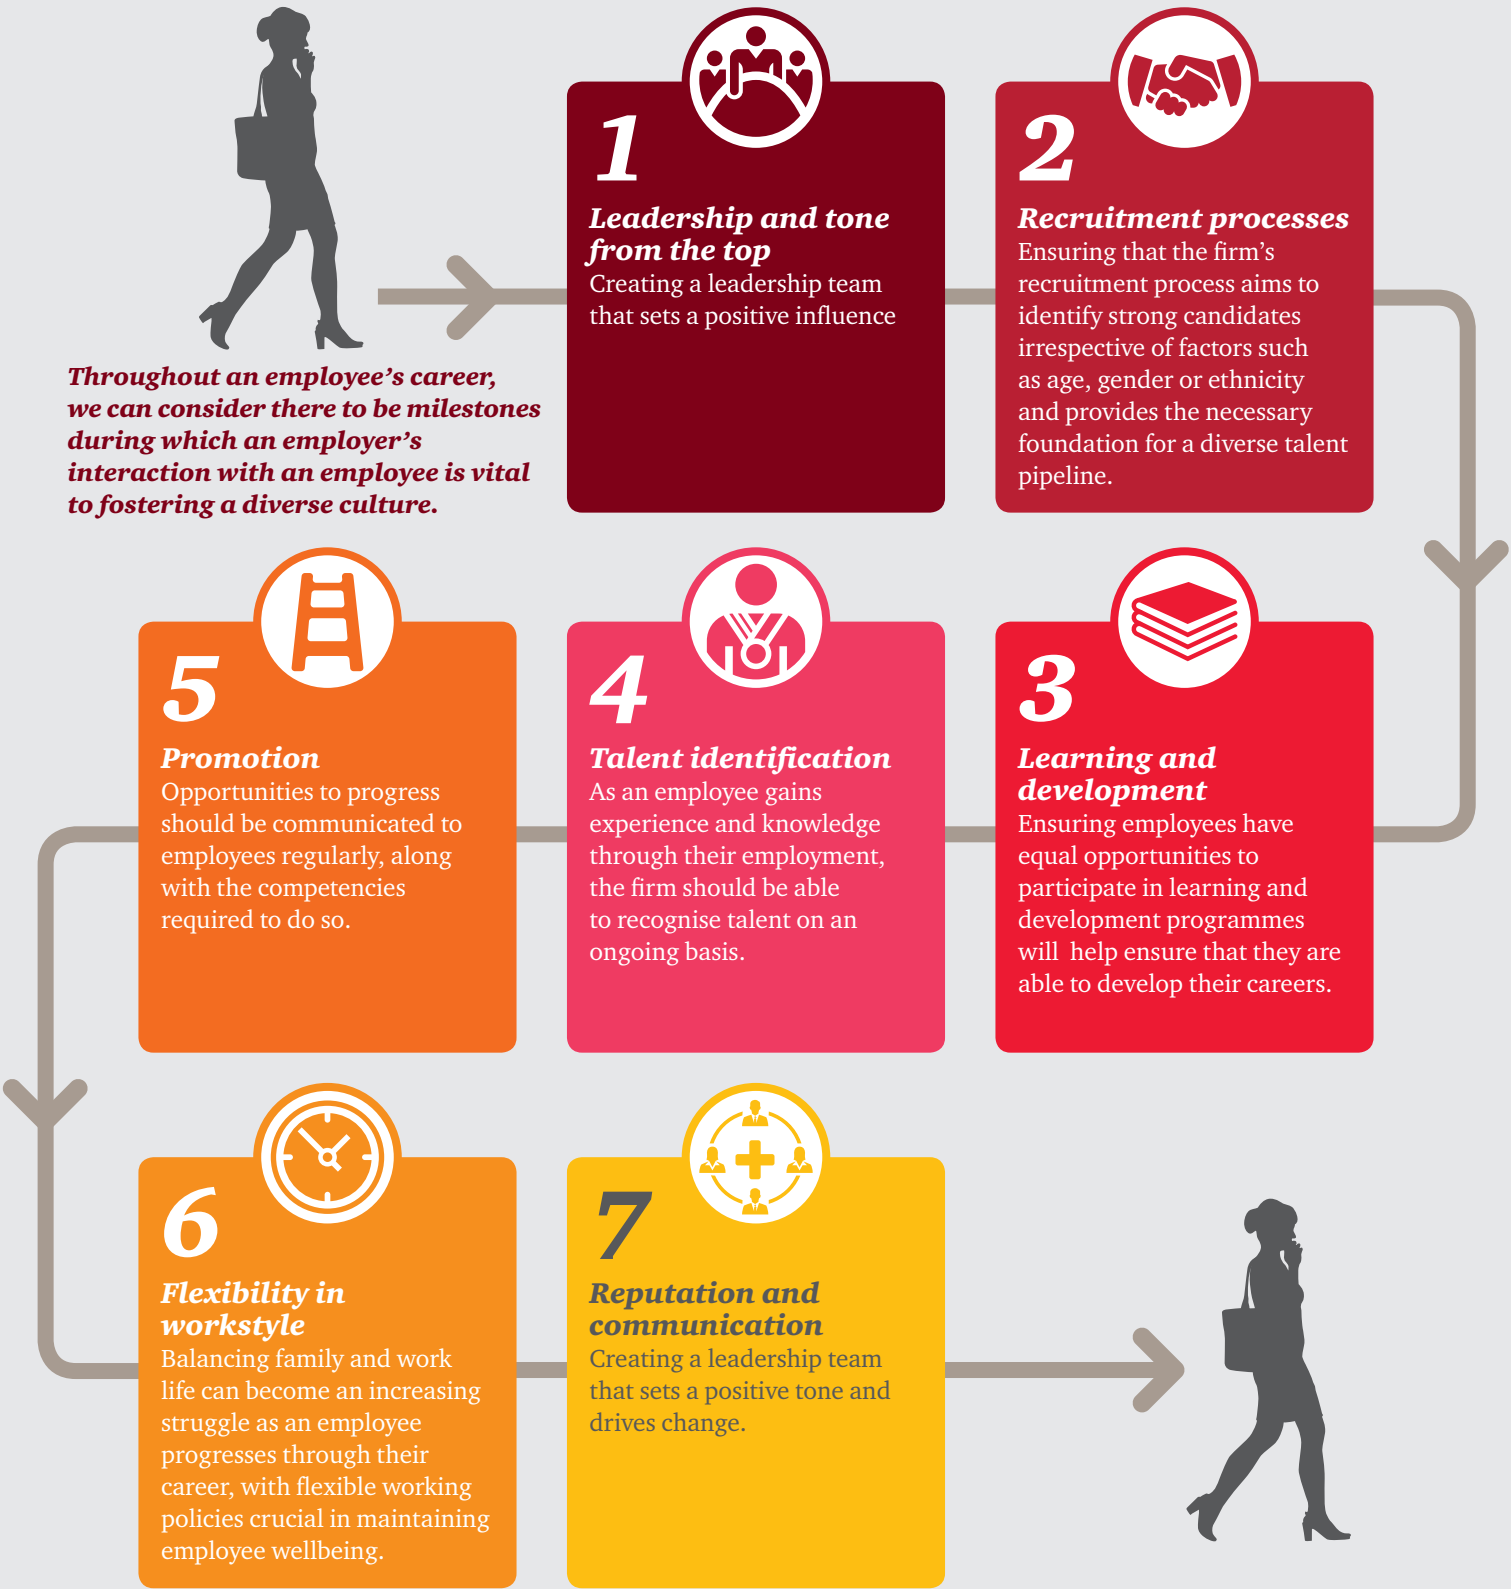 Throughout an employee’s career,
we can consider there to be milestones
during which an employer’s
interaction with an employee is vital
to fostering a diverse culture.
1
Leadership and tone
from the top
Creating a leadership team
that sets a positive influence
2
Recruitment processes
Ensuring that the firm’s
recruitment process aims to
identify strong candidates
irrespective of factors such
as age, gender or ethnicity
and provides the necessary
foundation for a diverse talent
pipeline.
3
Learning and
development
Ensuring employees have
equal opportunities to
participate in learning and
development programmes
will  help ensure that they are
able to develop their careers.
4
Talent identification
As an employee gains
experience and knowledge
through their employment,
the firm should be able
to recognise talent on an
ongoing basis.
5
Promotion
Opportunities to progress
should be communicated to
employees regularly, along
with the competencies
required to do so.
6
Flexibility in
workstyle
Balancing family and work
life can become an increasing
struggle as an employee
progresses through their
career, with flexible working
policies crucial in maintaining
employee wellbeing.
7
Reputation and
communication
Creating a leadership team
that sets a positive tone and
drives change.